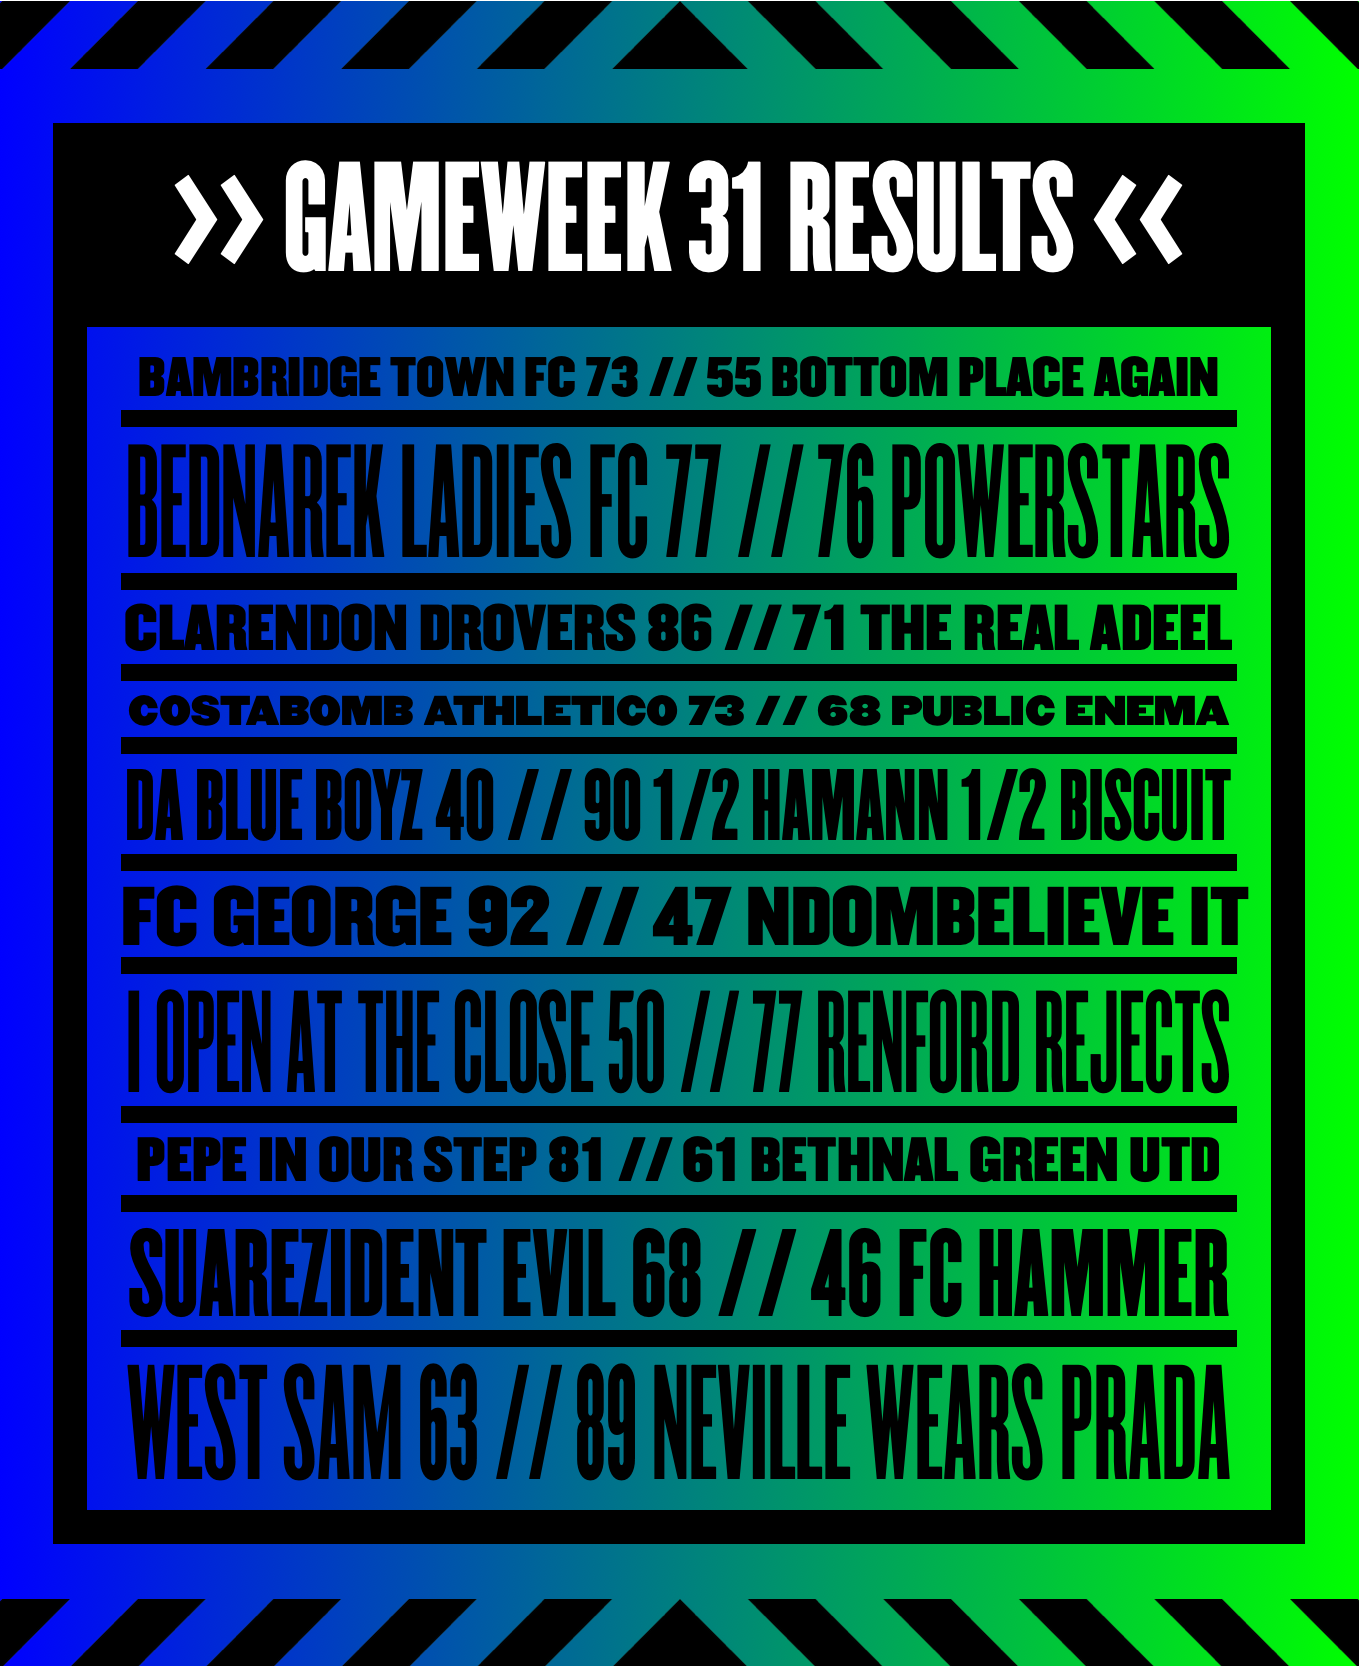 >> GAMEWEEK 31 RESULTS <<
BAMBRIDGE TOWN FC 73 // 55 BOTTOM PLACE AGAIN
BEDNAREK LADIES FC 77 // 76 POWERSTARS
CLARENDON DROVERS 86 // 71 THE REAL ADEEL
COSTABOMB ATHLETICO 73 // 68 PUBLIC ENEMA
DA BLUE BOYZ 40 // 90 1/2 HAMANN 1/2 BISCUIT
FC GEORGE 92 // 47 NDOMBELIEVE IT
I OPEN AT THE CLOSE 50 // 77 RENFORD REJECTS
PEPE IN OUR STEP 81 // 61 BETHNAL GREEN UTD
SUAREZIDENT EVIL 68 // 46 FC HAMMER
WEST SAM 63 // 89 NEVILLE WEARS PRADA